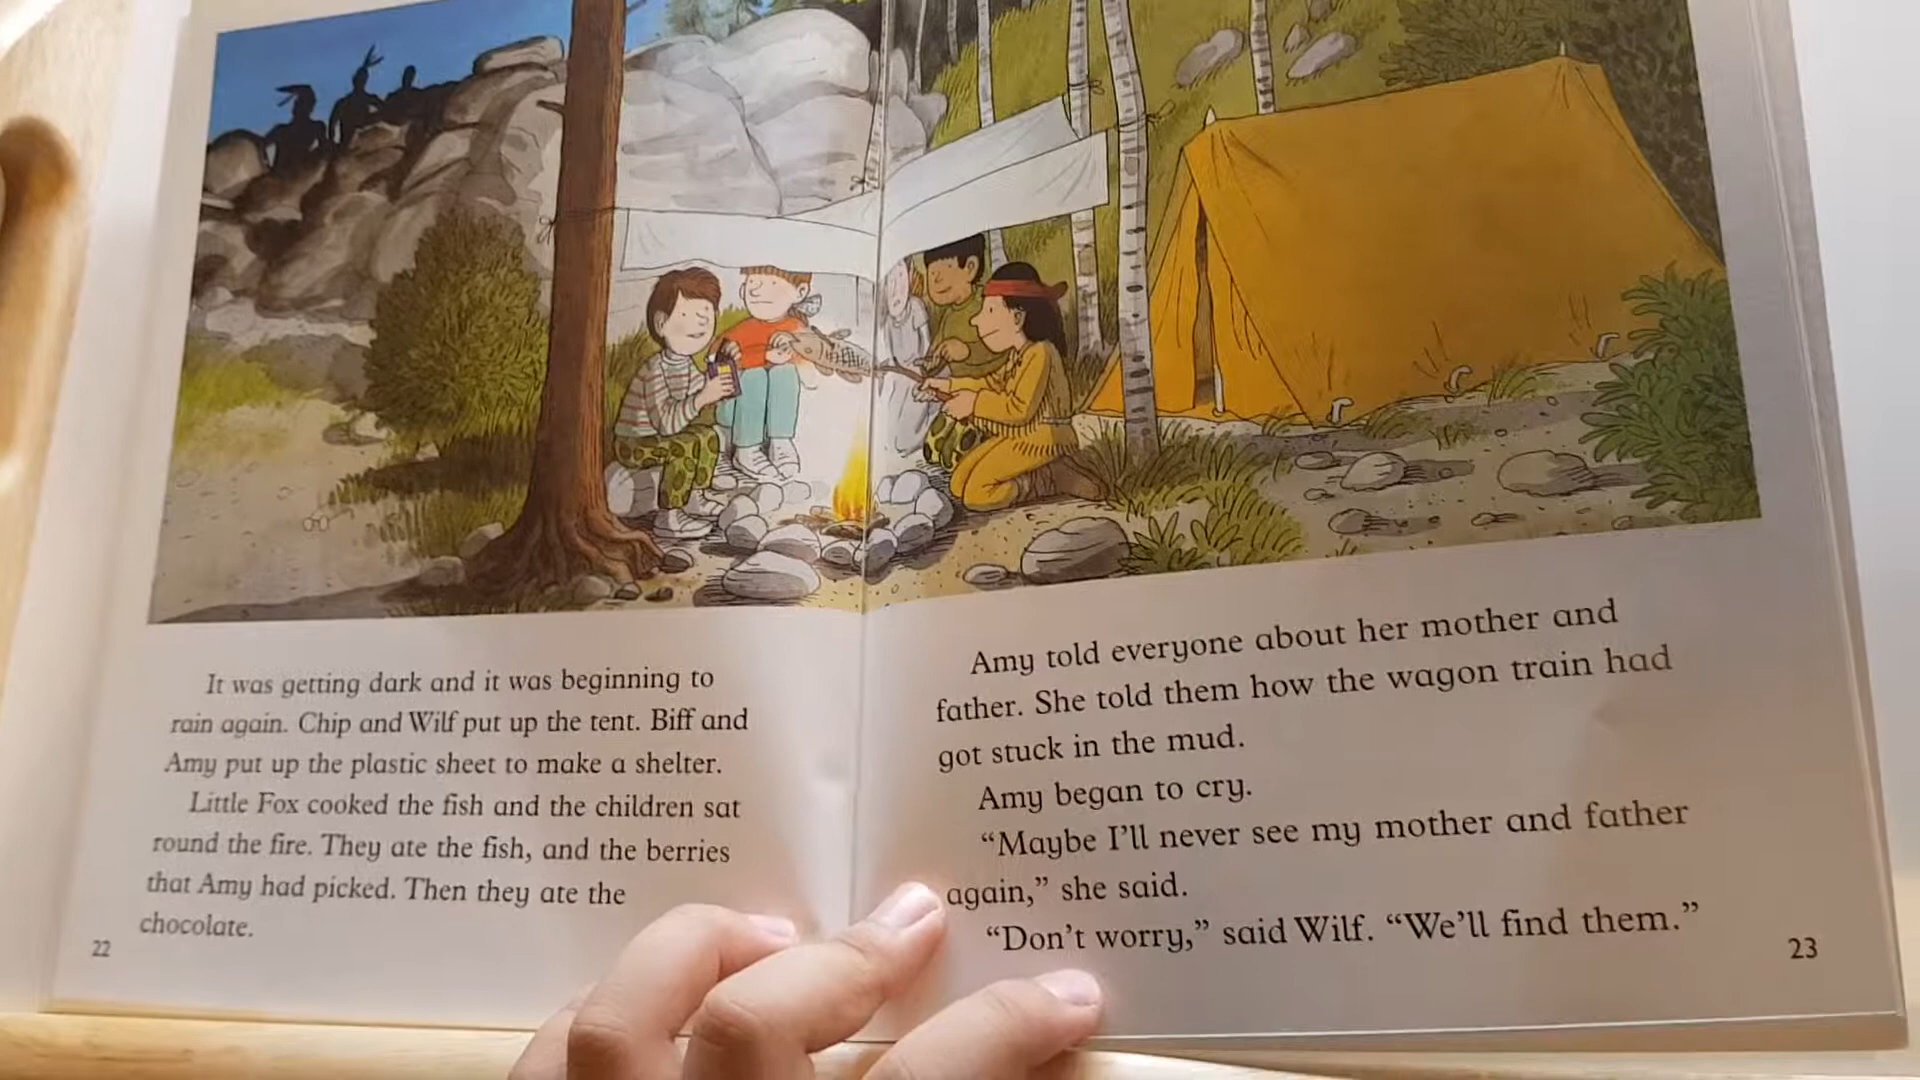 It was getting dark and it was beginning to
rain again. Chip and Wilf put up the tent. Biff and
Amy put up the plastic sheet to make a shelter.
Little Fox cooked the fish and the children sat
round the fire. They ate the fish, and the berries
that Amy had picked. Then they ate the
chocolate.
22
Amy told everyone about her mother and
father. She told them how the wagon train had
got stuck in the mud.
Amy began to cry.
“Maybe I’ll never see my mother and father
again,” she said.
“Don’t worry,” said Wilf. “We’ll find them.”
23